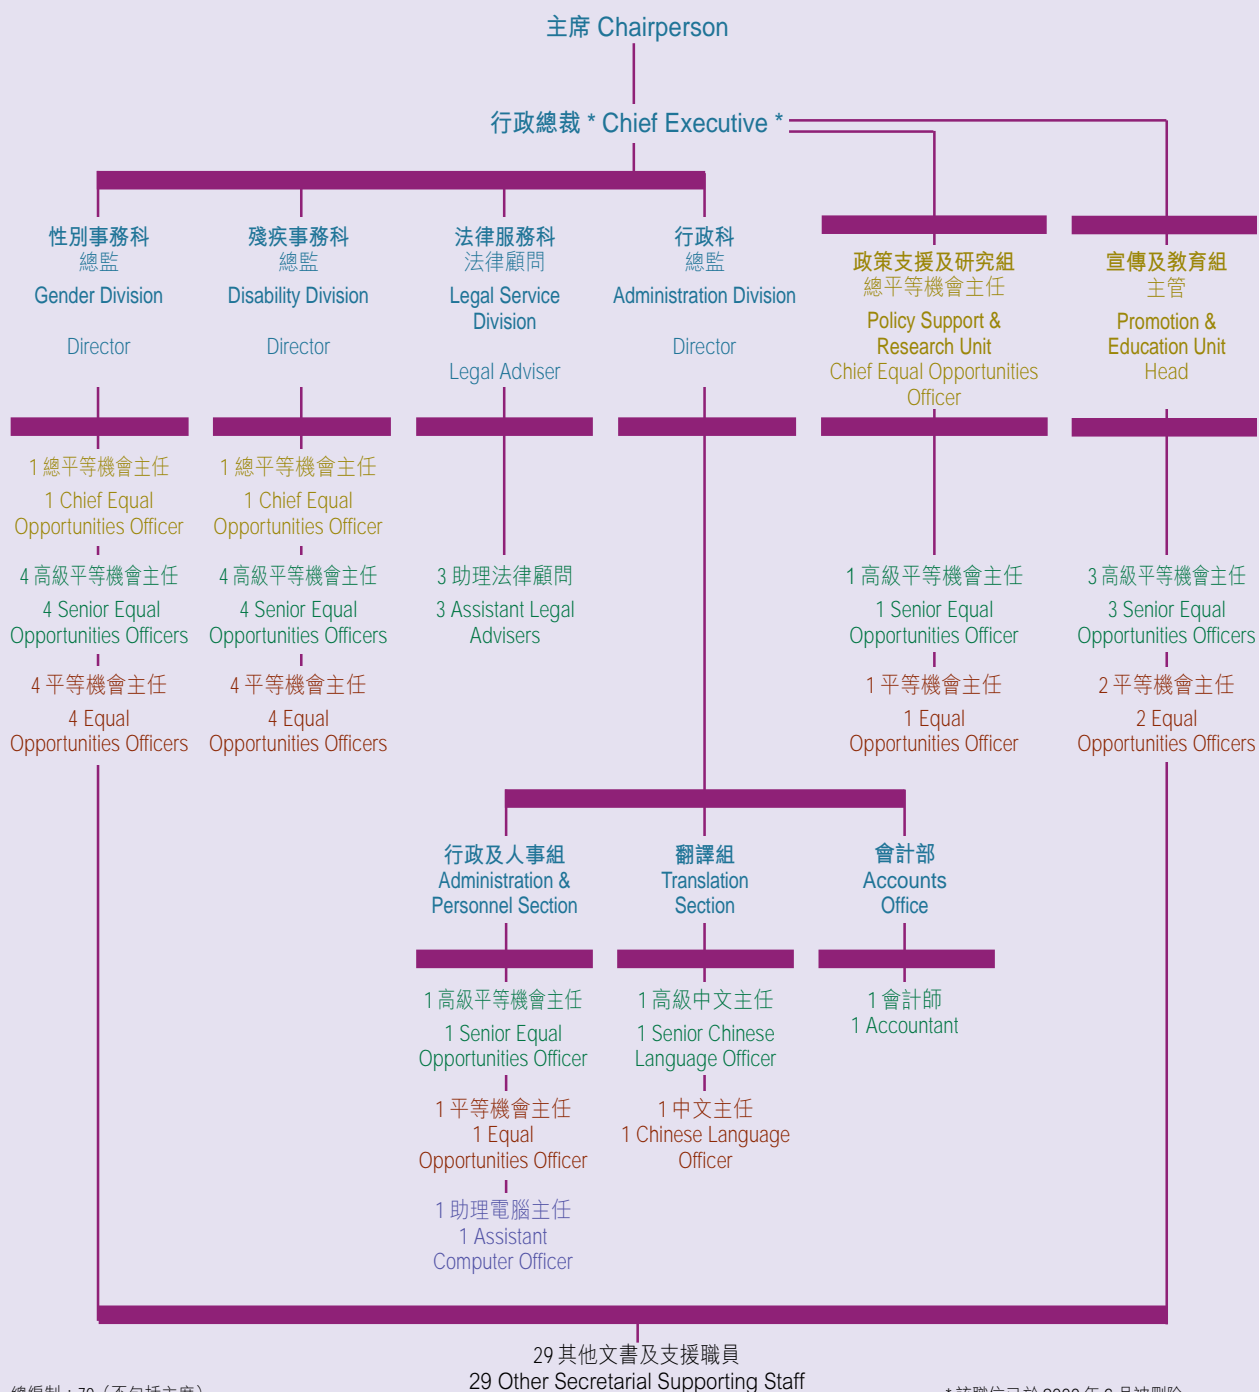 主席 Chairperson
行政總裁 * Chief Executive *
性別事務科
總監
Gender Division
Director
殘疾事務科
總監
Disability Division
Director
法律服務科
法律顧問
Legal Service
Division
Legal Adviser
行政科
總監
Administration Division
Director
政策支援及研究組
總平等機會主任
Policy Support &
Research Unit
Chief Equal Opportunities
Officer
宣傳及教育組
主管
Promotion &
Education Unit
Head
1 總平等機會主任
1 Chief Equal
Opportunities Officer
4 高級平等機會主任
4 Senior Equal
Opportunities Officers
4 平等機會主任
4 Equal
Opportunities Officers
1 總平等機會主任
1 Chief Equal
Opportunities Officer
4 高級平等機會主任
4 Senior Equal
Opportunities Officers
4 平等機會主任
4 Equal
Opportunities Officers
3 助理法律顧問
3 Assistant Legal
Advisers
1 高級平等機會主任
1 Senior Equal
Opportunities Officer
1 平等機會主任
1 Equal
Opportunities Officer
3 高級平等機會主任
3 Senior Equal
Opportunities Officers
2 平等機會主任
2 Equal
Opportunities Officers
行政及人事組
Administration &
Personnel Section
1 高級平等機會主任
1 Senior Equal
Opportunities Officer
1 平等機會主任
1 Equal
Opportunities Officer
1 助理電腦主任
1 Assistant
Computer Officer
翻譯組
Translation
Section
1 高級中文主任
1 Senior Chinese
Language Officer
1 中文主任
1 Chinese Language
Officer
會計部
Accounts
Office
1 會計師
1 Accountant
29 其他文書及支援職員
29 Other Secretarial Supporting Staff